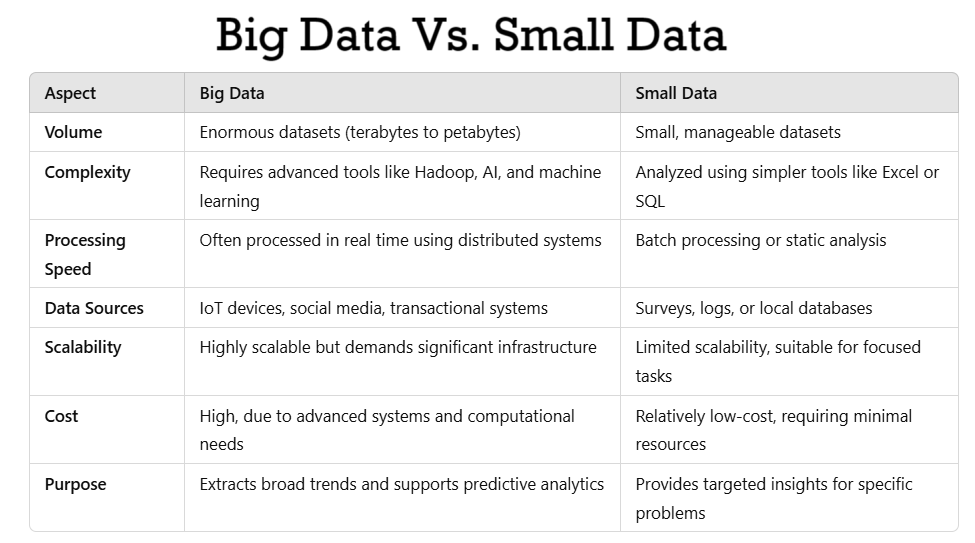 Big Data Vs. Small Data
Aspect Big Data Small Data
Volume Enormous datasets (terabytes to petabytes) Small, manageable datasets
Complexity Requires advanced tools like Hadoop, AI, and machine Analyzed using simpler tools like Excel or
learning SQL
Processing Often processed in real time using distributed systems Batch processing or static analysis
Speed
Data Sources IoT devices, social media, transactional systems Surveys, logs, or local databases
Scalability Highly scalable but demands significant infrastructure Limited scalability, suitable for focused
tasks
Cost High, due to advanced systems and computational Relatively low-cost, requiring minimal
needs resources
Purpose Extracts broad trends and supports predictive analytics Provides targeted insights for specific
problems